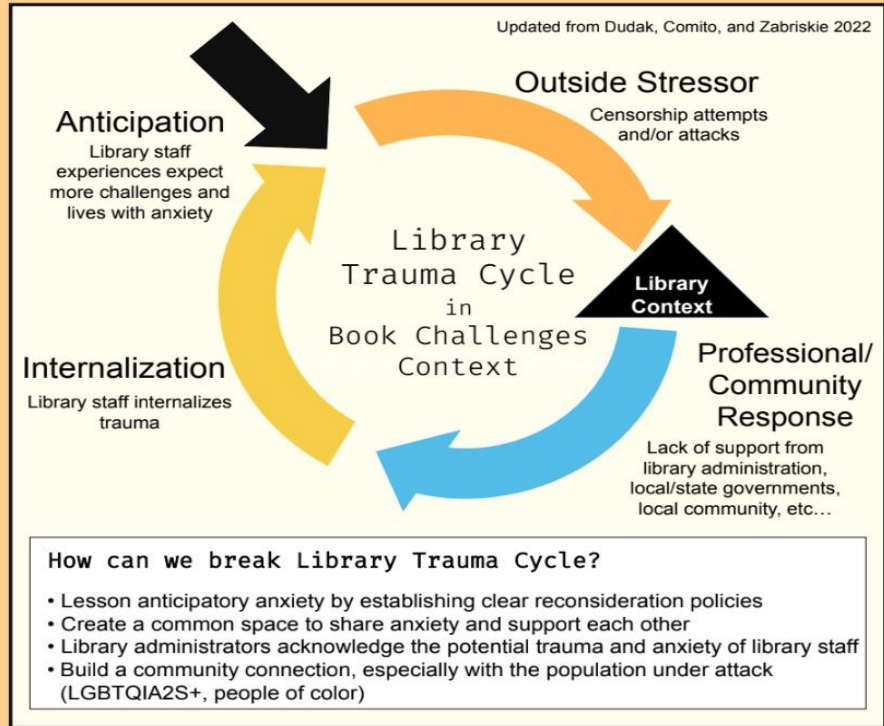 Updated from Dudak, Comito, and Zabriskie 2022
Outside Stressor
Censorship attempts
and/or attacks
Anticipation
Library staff
experiences expect
more challenges and
lives with anxiety
Library
Trauma Cycle
in
Book Challenges
Context
Library
Context
Internalization
Library staff internalizes
trauma
Professional/
Community
Response
Lack of support from
library administration,
local/state governments,
local community, etc…
How can we break Library Trauma Cycle?
• Lesson anticipatory anxiety by establishing clear reconsideration policies
• Create a common space to share anxiety and support each other
• Library administrators acknowledge the potential trauma and anxiety of library staff
• Build a community connection, especially with the population under attack
(LGBTQIA2S+, people of color)